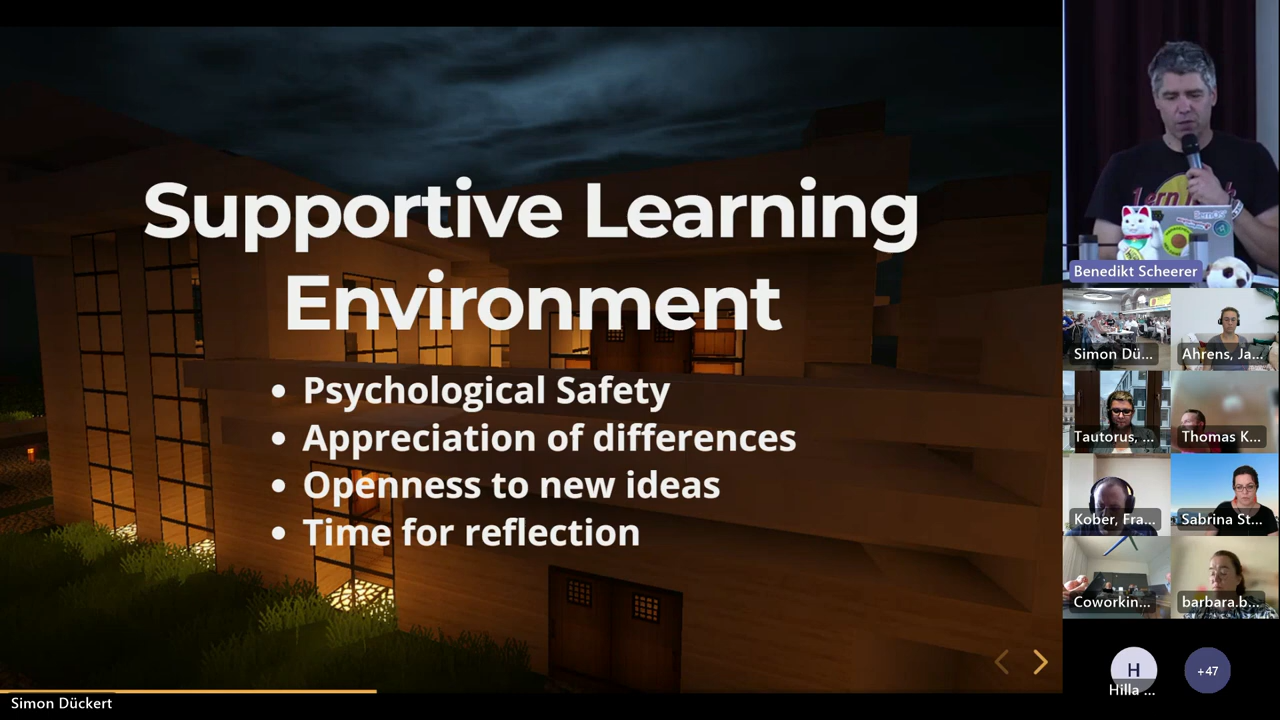 Supportive Learning
Environment
• Psychological Safety
• Appreciation of differences
• Openness to new ideas
• Time for reflection
Simon Dückert
Benedikt Scheerer
Simon Dü...
Ahrens, Ja...
Tautorus, ...
Thomas K...
Kober, Fra...
Sabrina St...
Coworkin...
barbara.b...
H
Hilla ...
+47